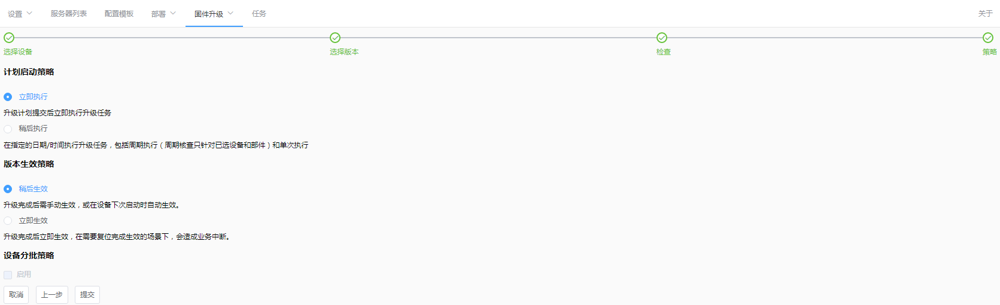 设置 服务器列表 配置模板 部署 固件升级 任务 关于
选择设备 选择版本 检查 策略
计划启动策略
立即执行
升级计划提交后立即执行升级任务
稍后执行
在指定的日期/时间执行升级任务，包括周期执行（周期核查只针对已选设备和部件）和单次执行
版本生效策略
稍后生效
升级完成后需手动生效，或在设备下次启动时自动生效。
立即生效
升级完成后立即生效，在需要复位完成生效的场景下，会造成业务中断。
设备分批策略
启用
取消 上一步 提交